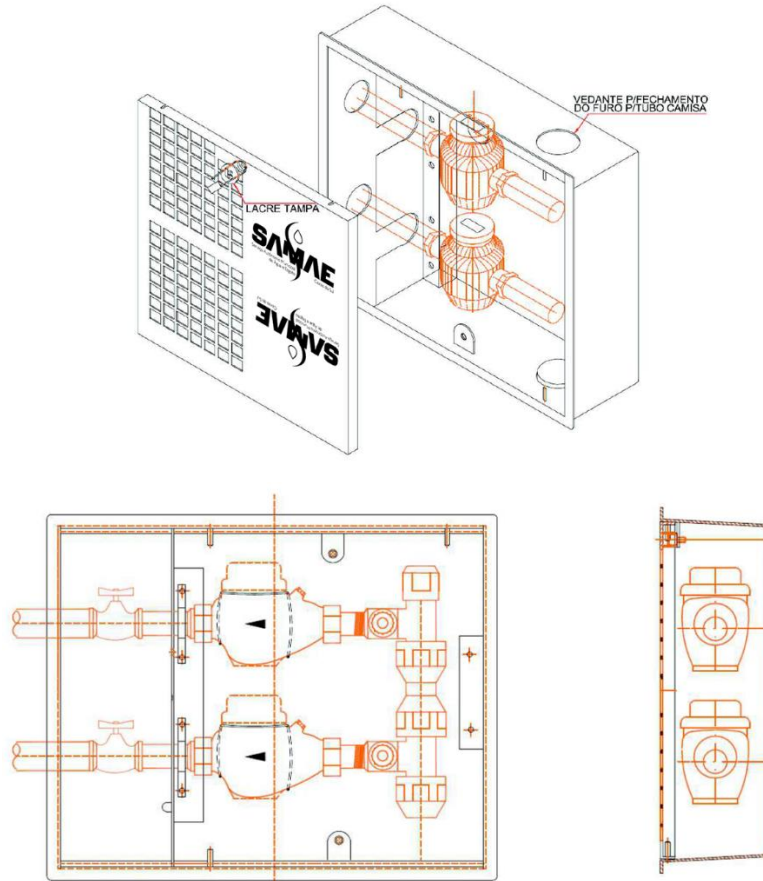 VEDANTE P/FECHAMENTO
DO FURO P/TUBO CAMISA
LACRE TAMPA
SAMAE
SAMAE